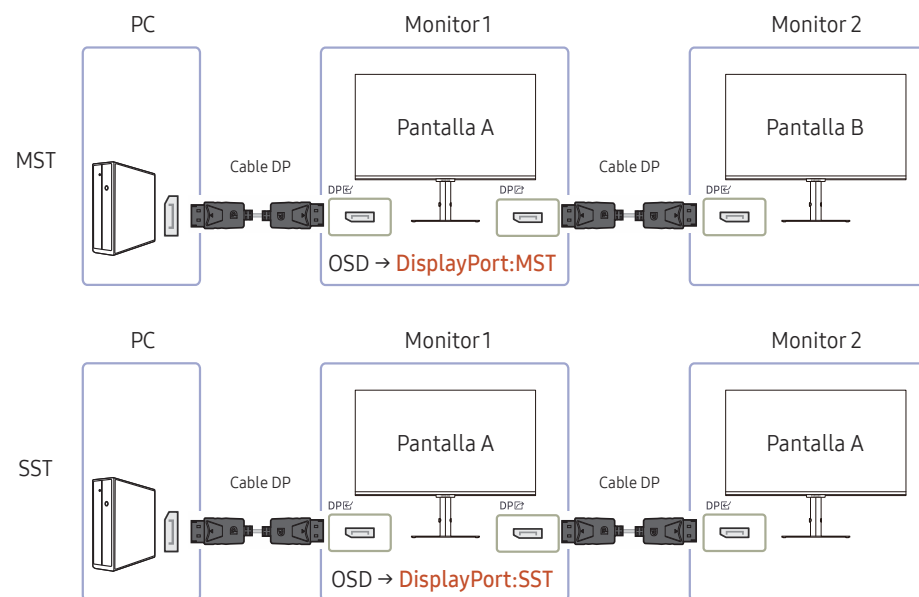 PC Monitor 1 Monitor 2
Pantalla A Pantalla B
MST Cable DP Cable DP
DP DP DP
OSD → DisplayPort:MST
PC Monitor 1 Monitor 2
Pantalla A Pantalla A
SST Cable DP Cable DP
DP DP DP
OSD → DisplayPort:SST